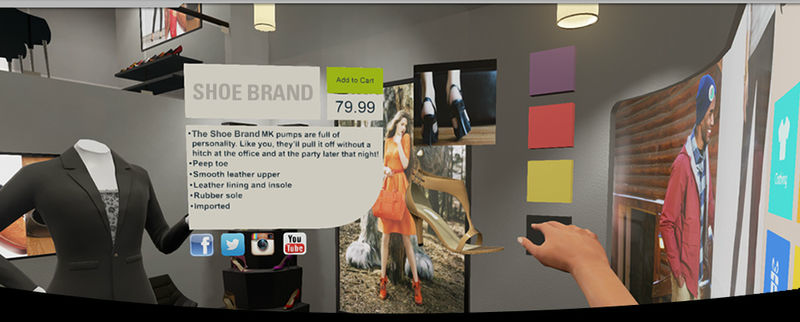 SHOE BRAND
Add to Cart
79.99
•The Shoe Brand MK pumps are full of
personality. Like you, they'll pull it off without a
hitch at the office and at the party later that night!
•Peep toe
•Smooth leather upper
•Leather lining and insole
•Rubber sole
•Imported
You
Tube
Clothing